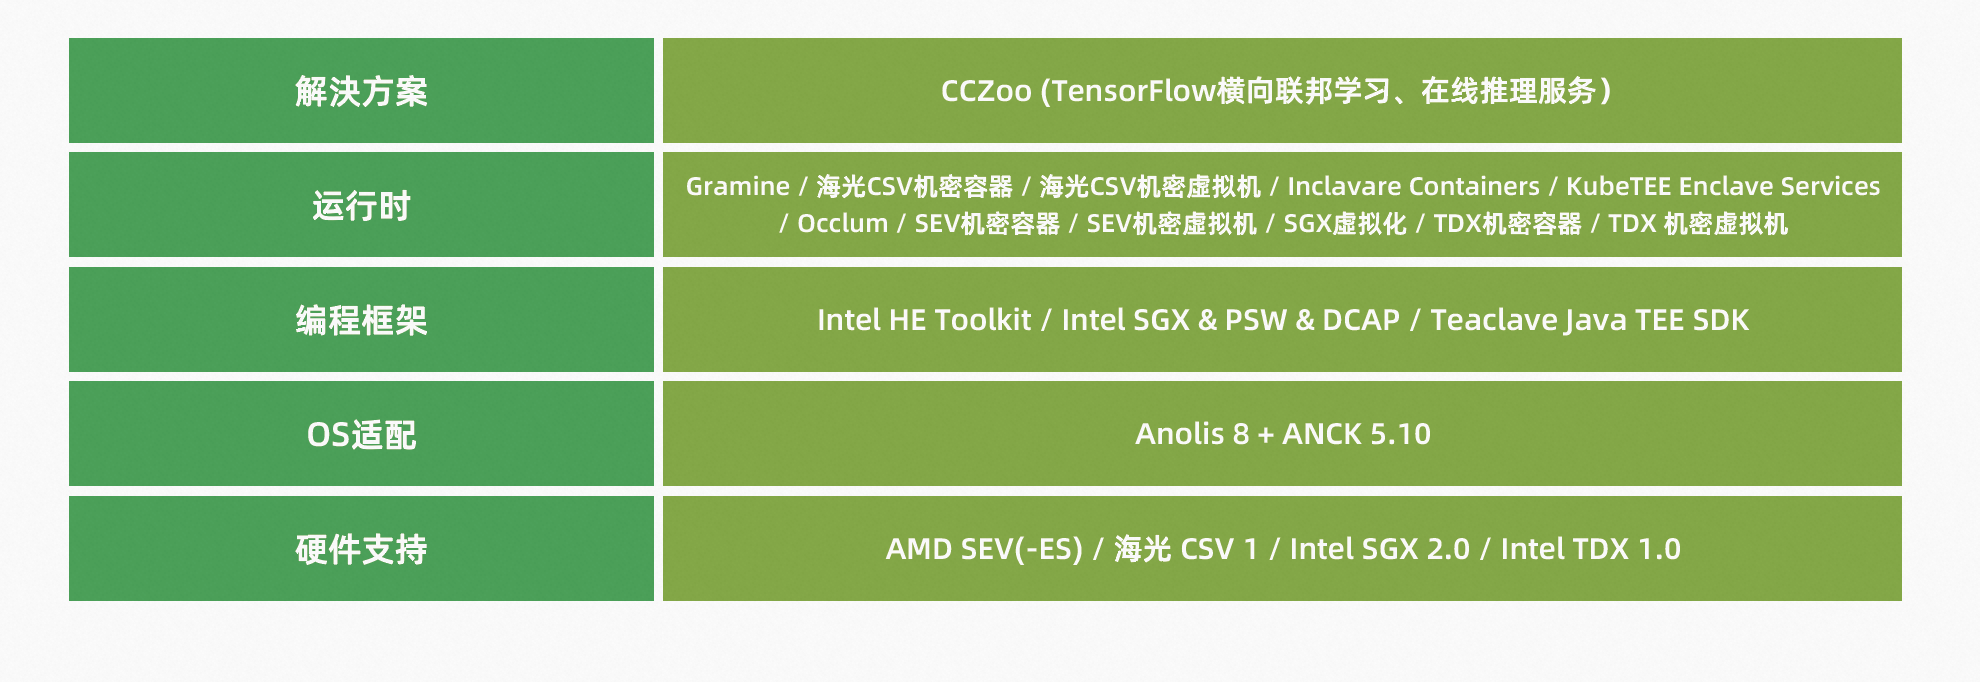 解决方案
CCZoo (TensorFlow横向联邦学习、在线推理服务）
运行时
Gramine / 海光CSV机密容器 / 海光CSV机密虚拟机 / Inclavare Containers / KubeTEE Enclave Services
/ Occlum / SEV机密容器 / SEV机密虚拟机 / SGX虚拟化 / TDX机密容器 / TDX 机密虚拟机
编程框架
Intel HE Toolkit / Intel SGX & PSW & DCAP / Teaclave Java TEE SDK
OS适配
Anolis 8 + ANCK 5.10
硬件支持
AMD SEV(-ES) / 海光 CSV 1 / Intel SGX 2.0 / Intel TDX 1.0